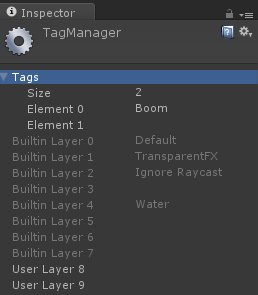 Inspector
TagManager
Tags
Size 2
Element 0 Boom
Element 1
Builtin Layer 0 Default
Builtin Layer 1 TransparentFX
Builtin Layer 2 Ignore Raycast
Builtin Layer 3
Builtin Layer 4 Water
Builtin Layer 5
Builtin Layer 6
Builtin Layer 7
User Layer 8
User Layer 9